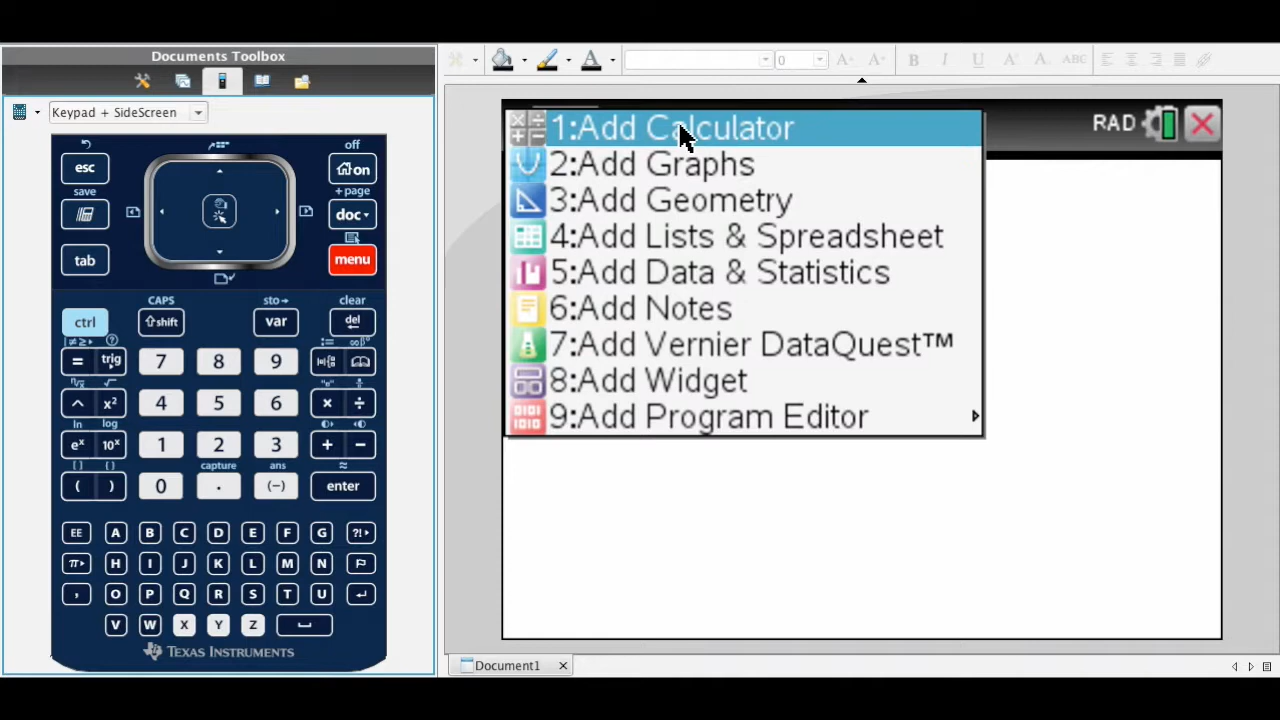 Documents Toolbox
Keypad + SideScreen
0
A A B I U A A ABC
off
esc
on
save
+ page
doc
tab
menu
CAPS
sto→
clear
ctrl
⇧shift
var
del
= trig 7 8 9
n√x √
^ x² 4 5 6 × ÷
ln log
eˣ 10ˣ 1 2 3 + −
[ ] { } capture ans ≈
( ) 0 . (−) enter
EE A B C D E F G ?!▸
π▸ H I J K L M N
, O P Q R S T U
V W X Y Z
TEXAS INSTRUMENTS
1:Add Calculator
RAD
2:Add Graphs
3:Add Geometry
4:Add Lists & Spreadsheet
5:Add Data & Statistics
6:Add Notes
7:Add Vernier DataQuest™
8:Add Widget
9:Add Program Editor
Document1